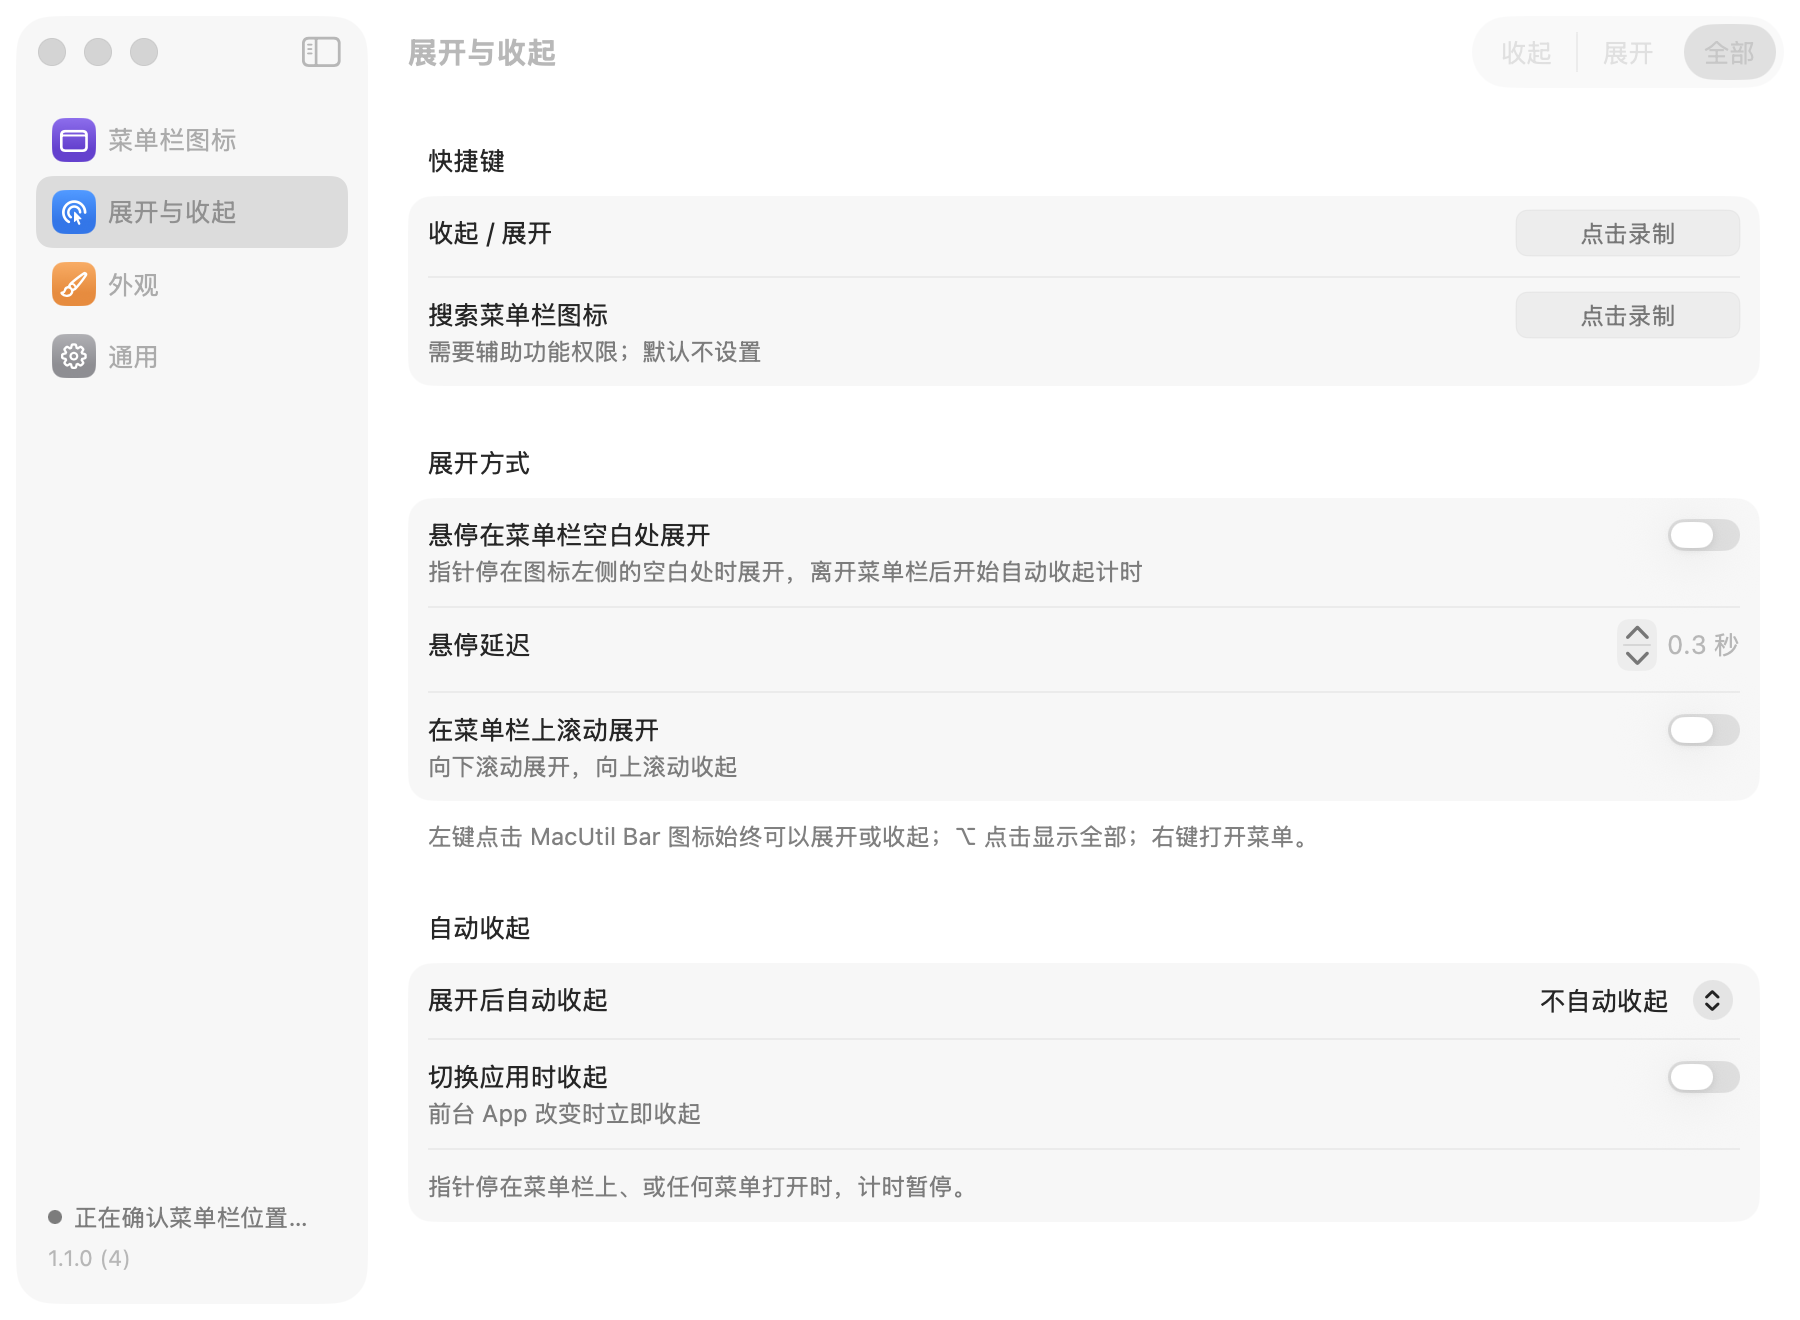 展开与收起
收起
展开
全部
菜单栏图标
展开与收起
外观
通用
正在确认菜单栏位置...
1.1.0 (4)
快捷键
收起 / 展开
点击录制
搜索菜单栏图标
点击录制
需要辅助功能权限；默认不设置
展开方式
悬停在菜单栏空白处展开
指针停在图标左侧的空白处时展开，离开菜单栏后开始自动收起计时
悬停延迟
0.3 秒
在菜单栏上滚动展开
向下滚动展开，向上滚动收起
左键点击 MacUtil Bar 图标始终可以展开或收起；⌥ 点击显示全部；右键打开菜单。
自动收起
展开后自动收起
不自动收起
切换应用时收起
前台 App 改变时立即收起
指针停在菜单栏上、或任何菜单打开时，计时暂停。